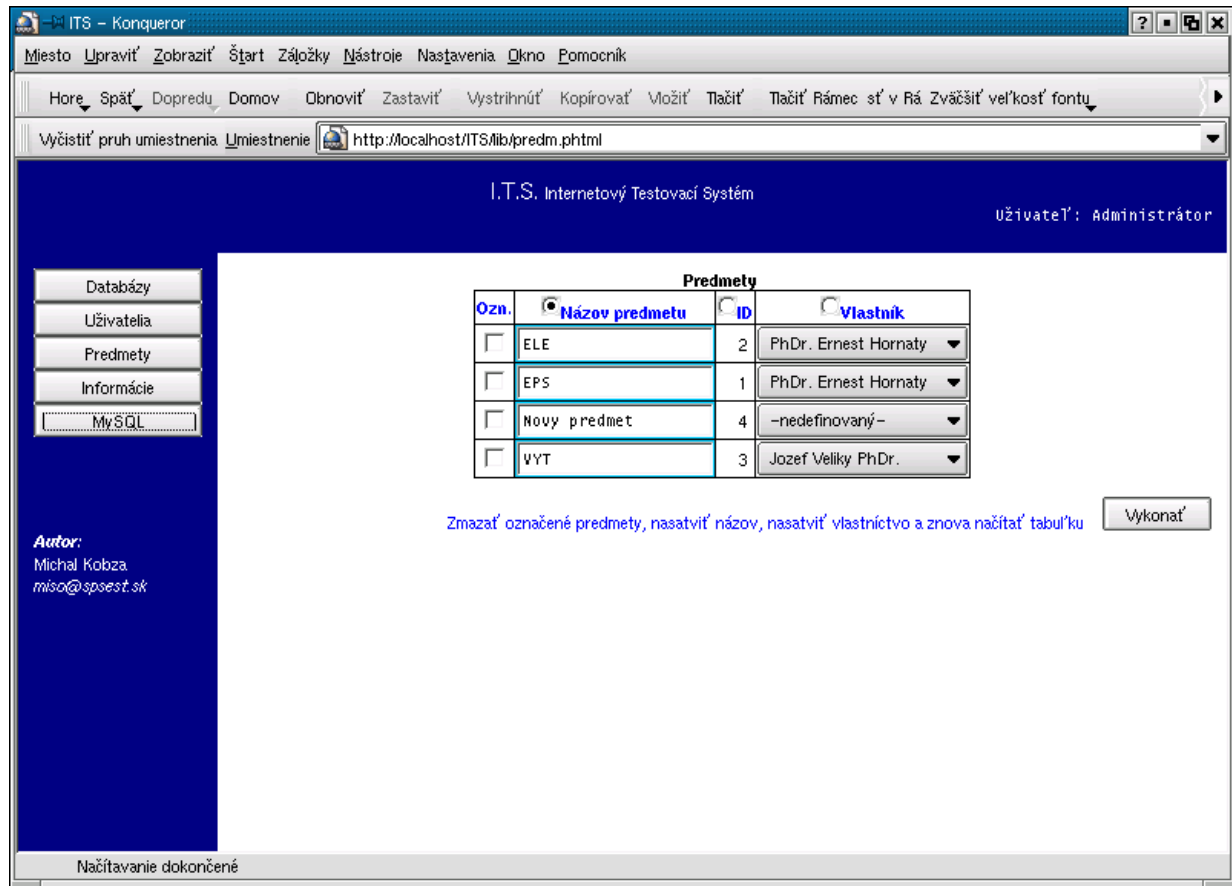 ITS – Konqueror
Miesto Upraviť Zobraziť Štart Záložky Nástroje Nastavenia Okno Pomocník
Hore Späť Dopredu Domov Obnoviť Zastaviť Vystrihnúť Kopírovať Vložiť Tlačiť Tlačiť Rámec sť v Rá Zväčšiť veľkosť fontu
Vyčistiť pruh umiestnenia Umiestnenie http://localhost/ITS/lib/predm.phtml
I.T.S. Internetový Testovací Systém
Uživateľ: Administrátor
Databázy
Uživatelia
Predmety
Informácie
MySQL
Autor:
Michal Kobza
miso@spsest.sk
Predmety
Ozn. Názov predmetu ID Vlastník
ELE 2 PhDr. Ernest Hornaty
EPS 1 PhDr. Ernest Hornaty
Novy predmet 4 –nedefinovaný–
VYT 3 Jozef Veliky PhDr.
Zmazať označené predmety, nasatviť názov, nasatviť vlastníctvo a znova načítať tabuľku Vykonať
Načítavanie dokončené